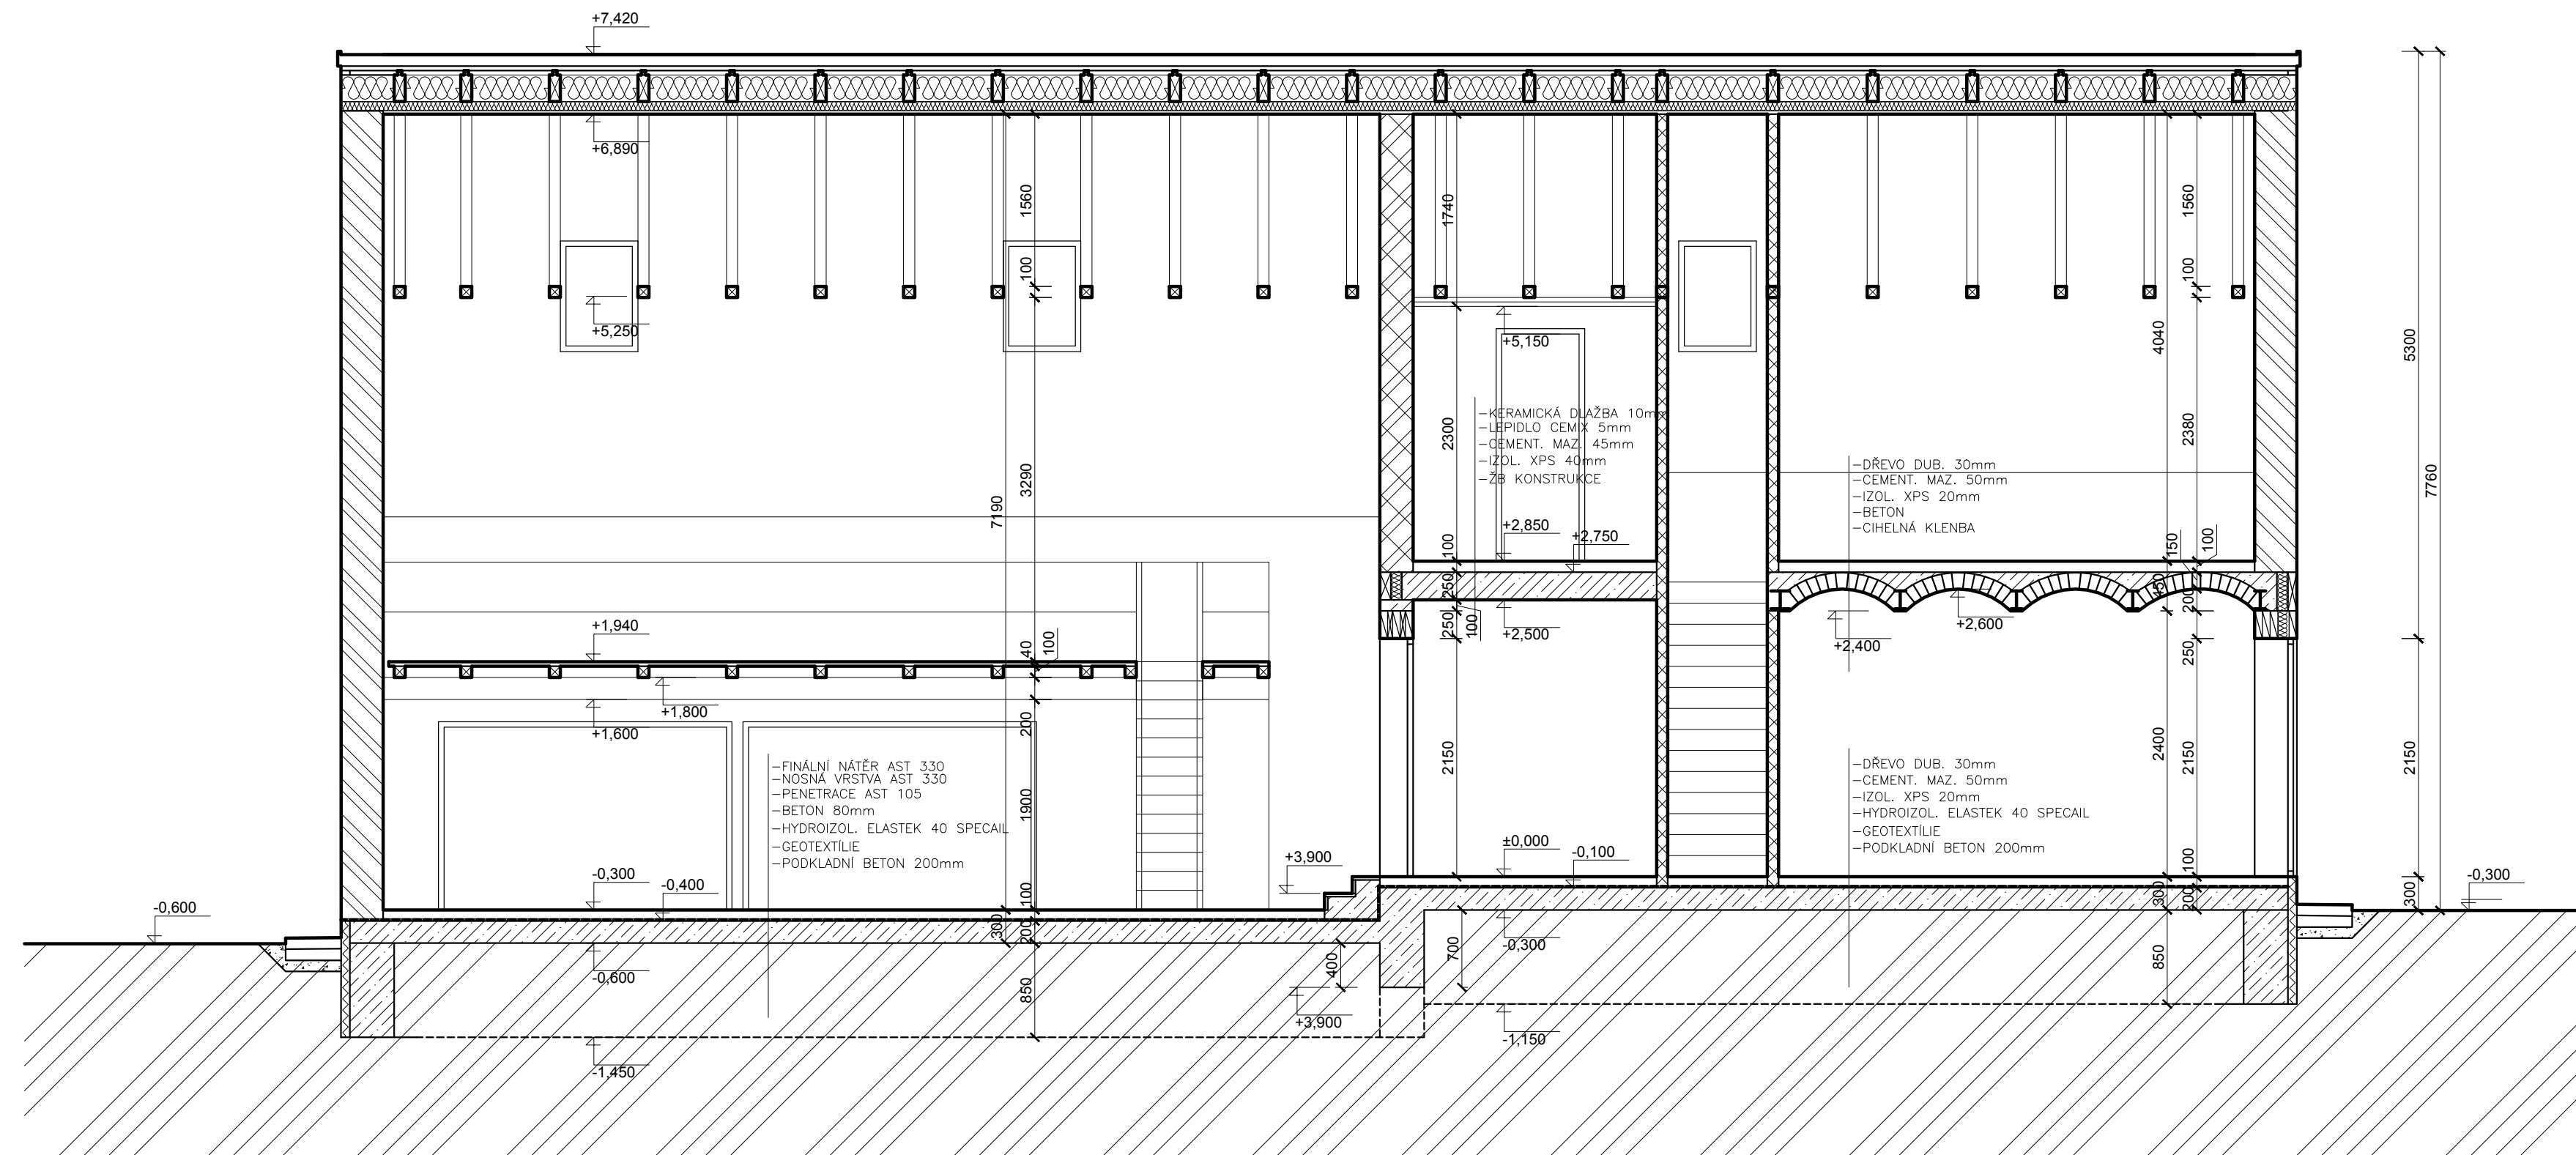 +7,420
+6,890
1560
100
+5,250
3290
7190
+1,940
40
100
+1,800
+1,600
200
1900
-FINÁLNÍ NÁTĚR AST 330
-NOSNÁ VRSTVA AST 330
-PENETRACE AST 105
-BETON 80mm
-HYDROIZOL. ELASTEK 40 SPECAIL
-GEOTEXTÍLIE
-PODKLADNÍ BETON 200mm
-0,300
-0,400
100
300
200
-0,600
-0,600
850
-1,450
+3,900
400
+3,900
1740
+5,150
-KERAMICKÁ DLAŽBA 10mm
-LEPIDLO CEMIX 5mm
-CEMENT. MAZ. 45mm
-IZOL. XPS 40mm
-ŽB KONSTRUKCE
2300
+2,850
+2,750
100
250
250
100
+2,500
2150
±0,000
-0,100
-0,300
700
-1,150
1560
100
4040
2380
-DŘEVO DUB. 30mm
-CEMENT. MAZ. 50mm
-IZOL. XPS 20mm
-BETON
-CIHELNÁ KLENBA
150
100
450
200
+2,600
+2,400
250
2400
2150
-DŘEVO DUB. 30mm
-CEMENT. MAZ. 50mm
-IZOL. XPS 20mm
-HYDROIZOL. ELASTEK 40 SPECAIL
-GEOTEXTÍLIE
-PODKLADNÍ BETON 200mm
100
300
200
850
5300
7760
2150
300
-0,300